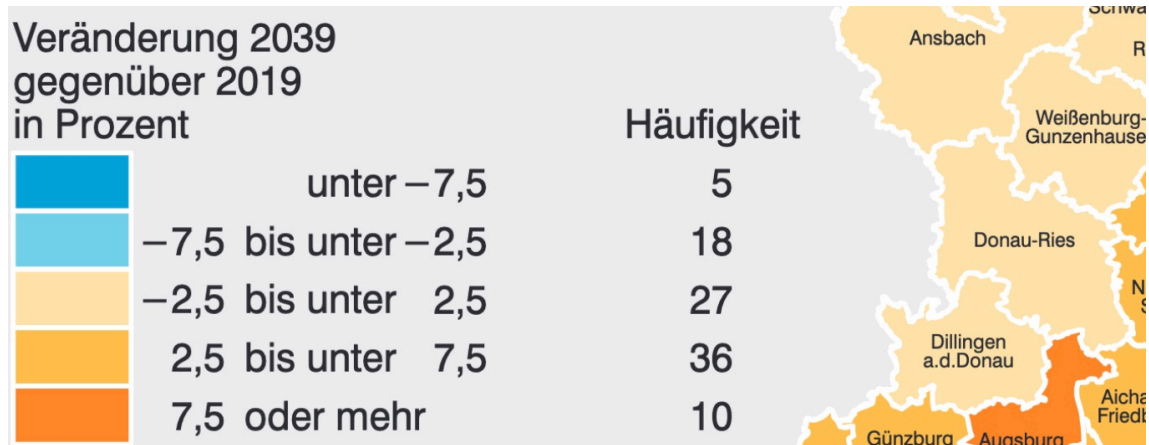 Veränderung 2039
gegenüber 2019
in Prozent
Häufigkeit
unter −7,5 5
−7,5 bis unter −2,5 18
−2,5 bis unter 2,5 27
2,5 bis unter 7,5 36
7,5 oder mehr 10
Ansbach
Weißenburg-
Gunzenhause
Donau-Ries
Dillingen
a.d.Donau
Günzburg
Augsburg
Aicha
Friedb